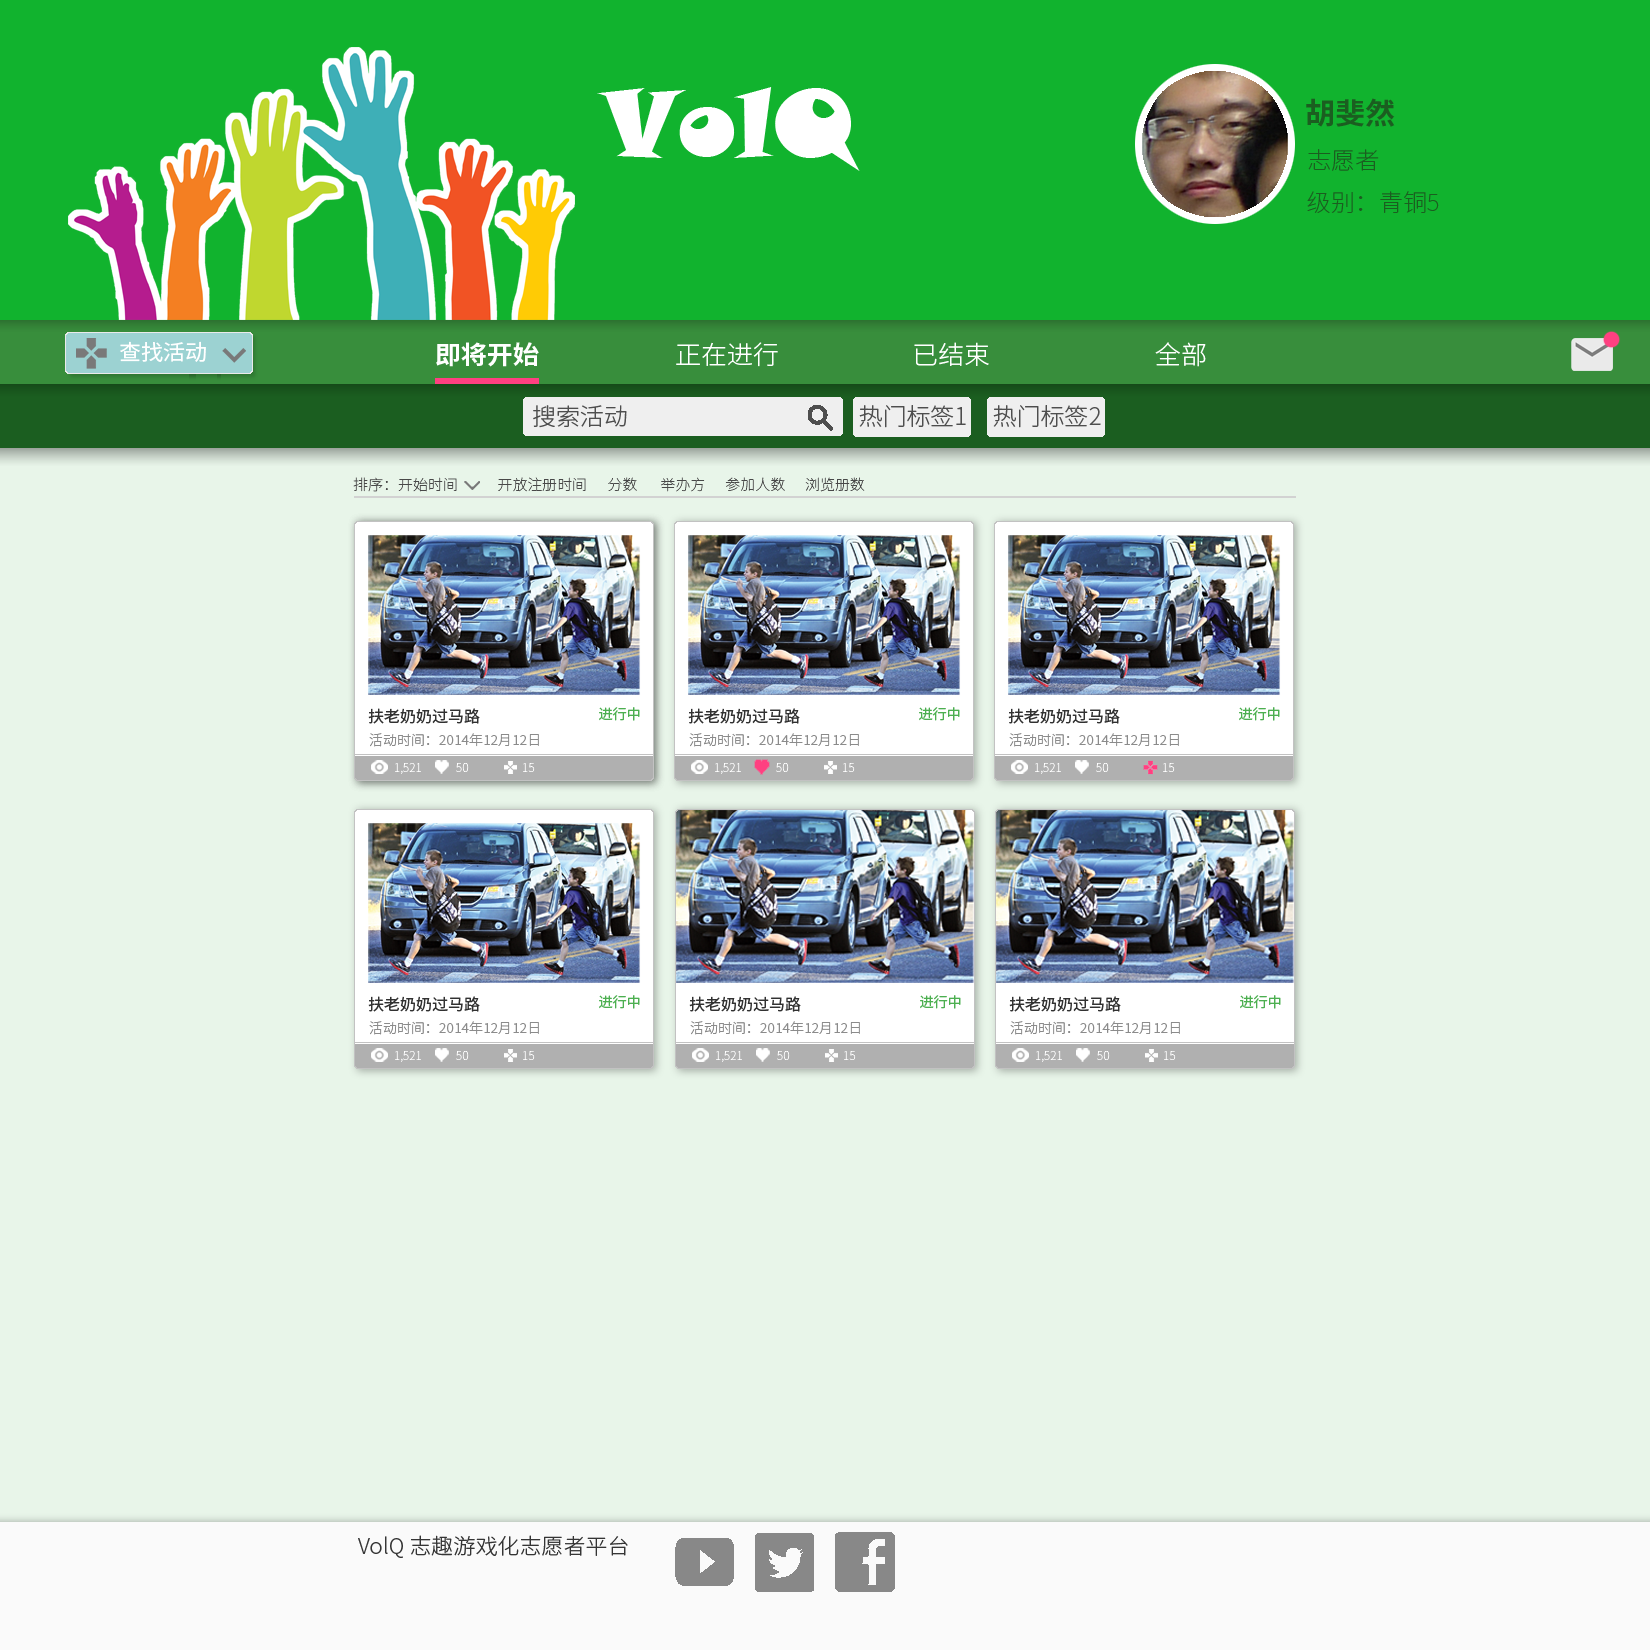 VolQ
胡斐然
志愿者
级别：青铜5
查找活动 即将开始 正在进行 已结束 全部
搜索活动 热门标签1 热门标签2
排序：开始时间 开放注册时间 分数 举办方 参加人数 浏览册数
扶老奶奶过马路 进行中 扶老奶奶过马路 进行中 扶老奶奶过马路 进行中
活动时间：2014年12月12日 活动时间：2014年12月12日 活动时间：2014年12月12日
1,521 50 15 1,521 50 15 1,521 50 15
扶老奶奶过马路 进行中 扶老奶奶过马路 进行中 扶老奶奶过马路 进行中
活动时间：2014年12月12日 活动时间：2014年12月12日 活动时间：2014年12月12日
1,521 50 15 1,521 50 15 1,521 50 15
VolQ 志趣游戏化志愿者平台